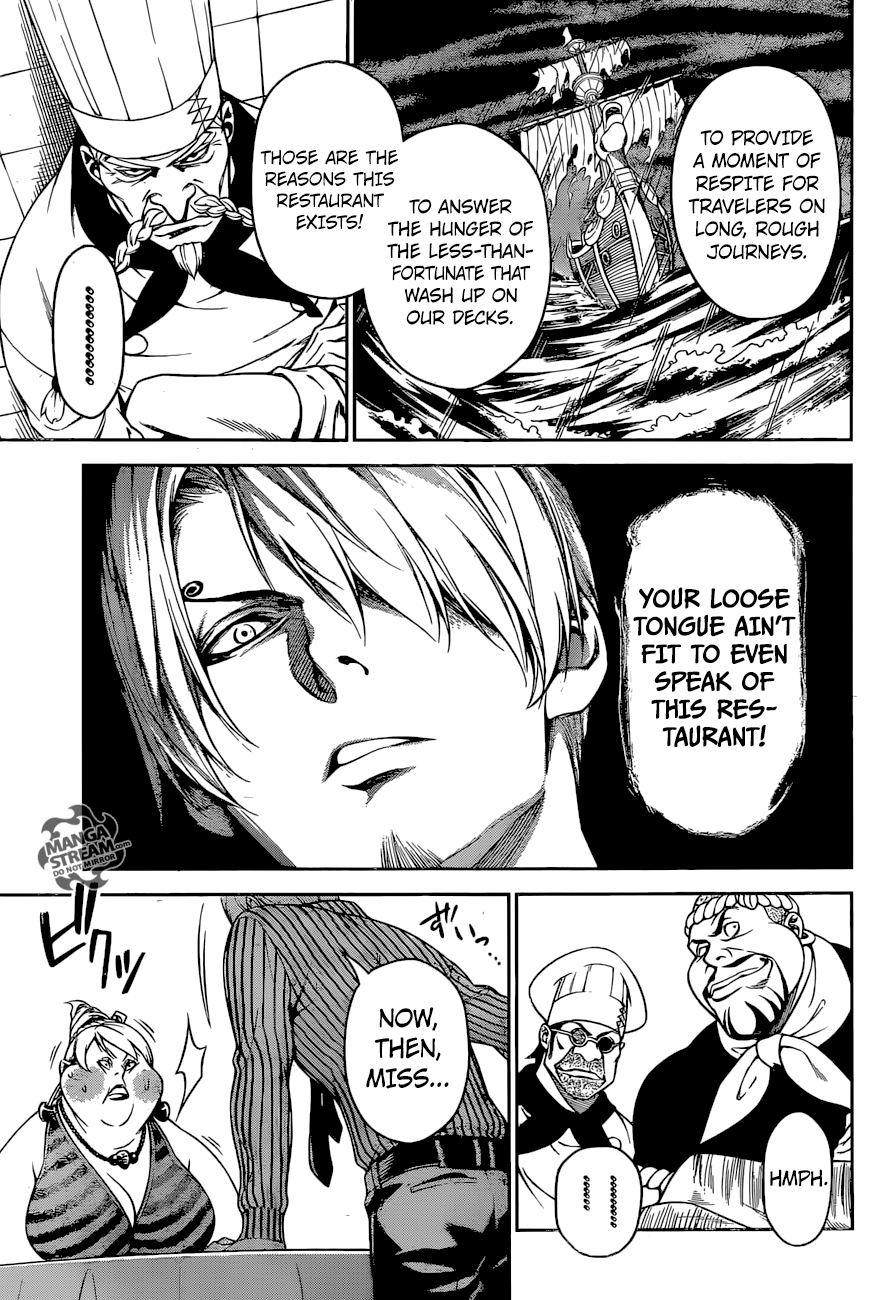 TO PROVIDE
A MOMENT OF
RESPITE FOR
TRAVELERS ON
LONG, ROUGH
JOURNEYS.
TO ANSWER
THE HUNGER OF
THE LESS-THAN-
FORTUNATE THAT
WASH UP ON
OUR DECKS.
THOSE ARE THE
REASONS THIS
RESTAURANT
EXISTS!
YOUR LOOSE
TONGUE AIN'T
FIT TO EVEN
SPEAK OF
THIS RES-
TAURANT!
MANGA
STREAM.com
DO NOT MIRROR
HMPH.
ずいっ
NOW,
THEN,
MISS...
ビクッ